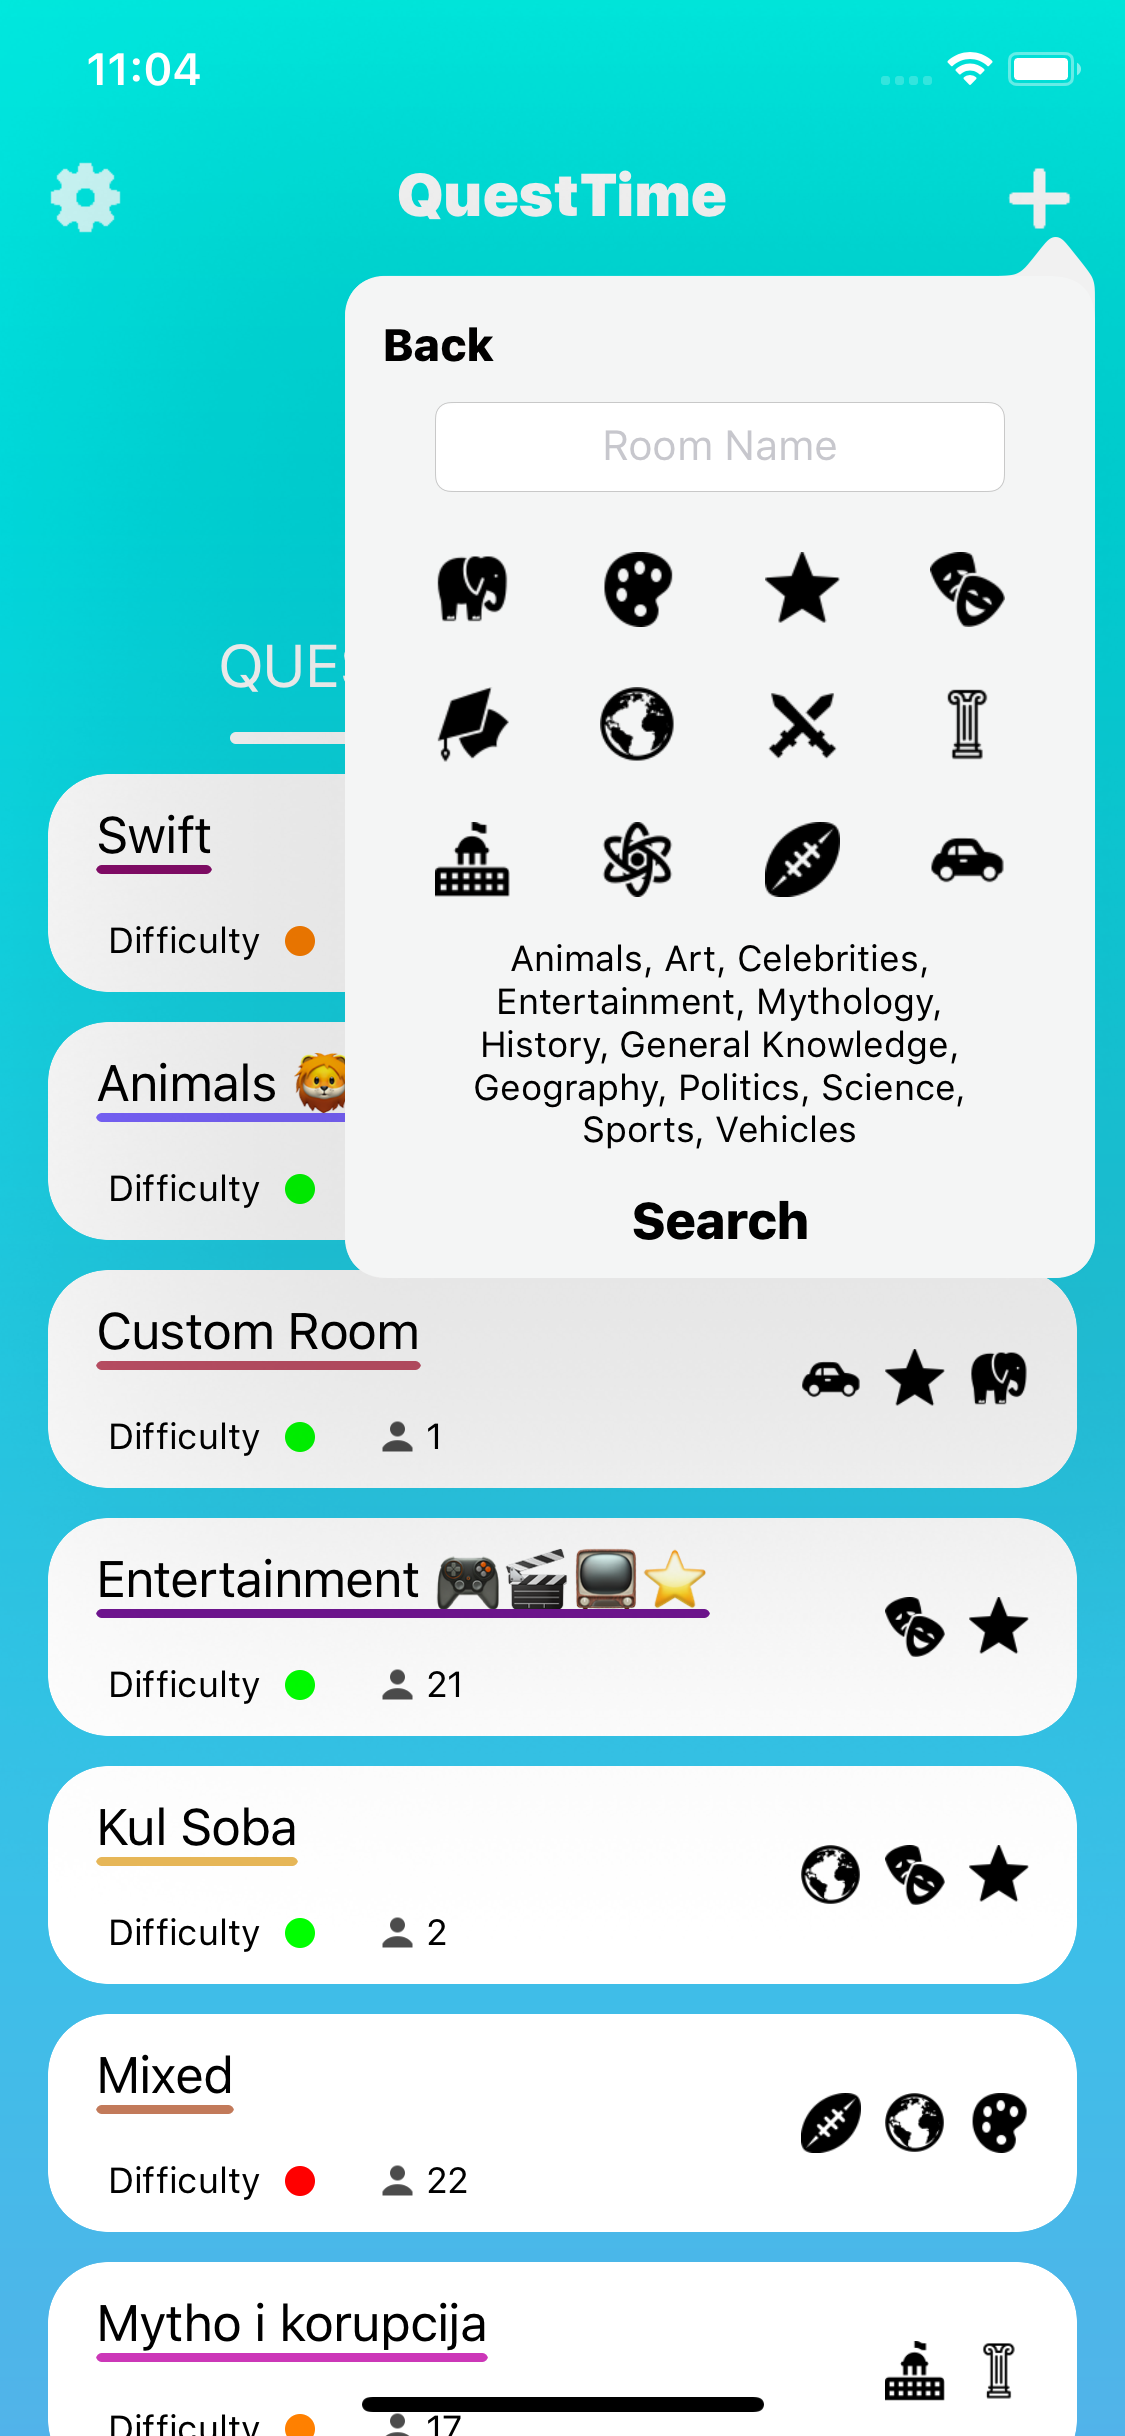 11:04
QuestTime
Back
Room Name
Animals, Art, Celebrities,
Entertainment, Mythology,
History, General Knowledge,
Geography, Politics, Science,
Sports, Vehicles
Search
Swift
Difficulty
Animals 🦁
Difficulty
Custom Room
Difficulty 1
Entertainment 🎮🎬📺⭐
Difficulty 21
Kul Soba
Difficulty 2
Mixed
Difficulty 22
Mytho i korupcija
Difficulty 17